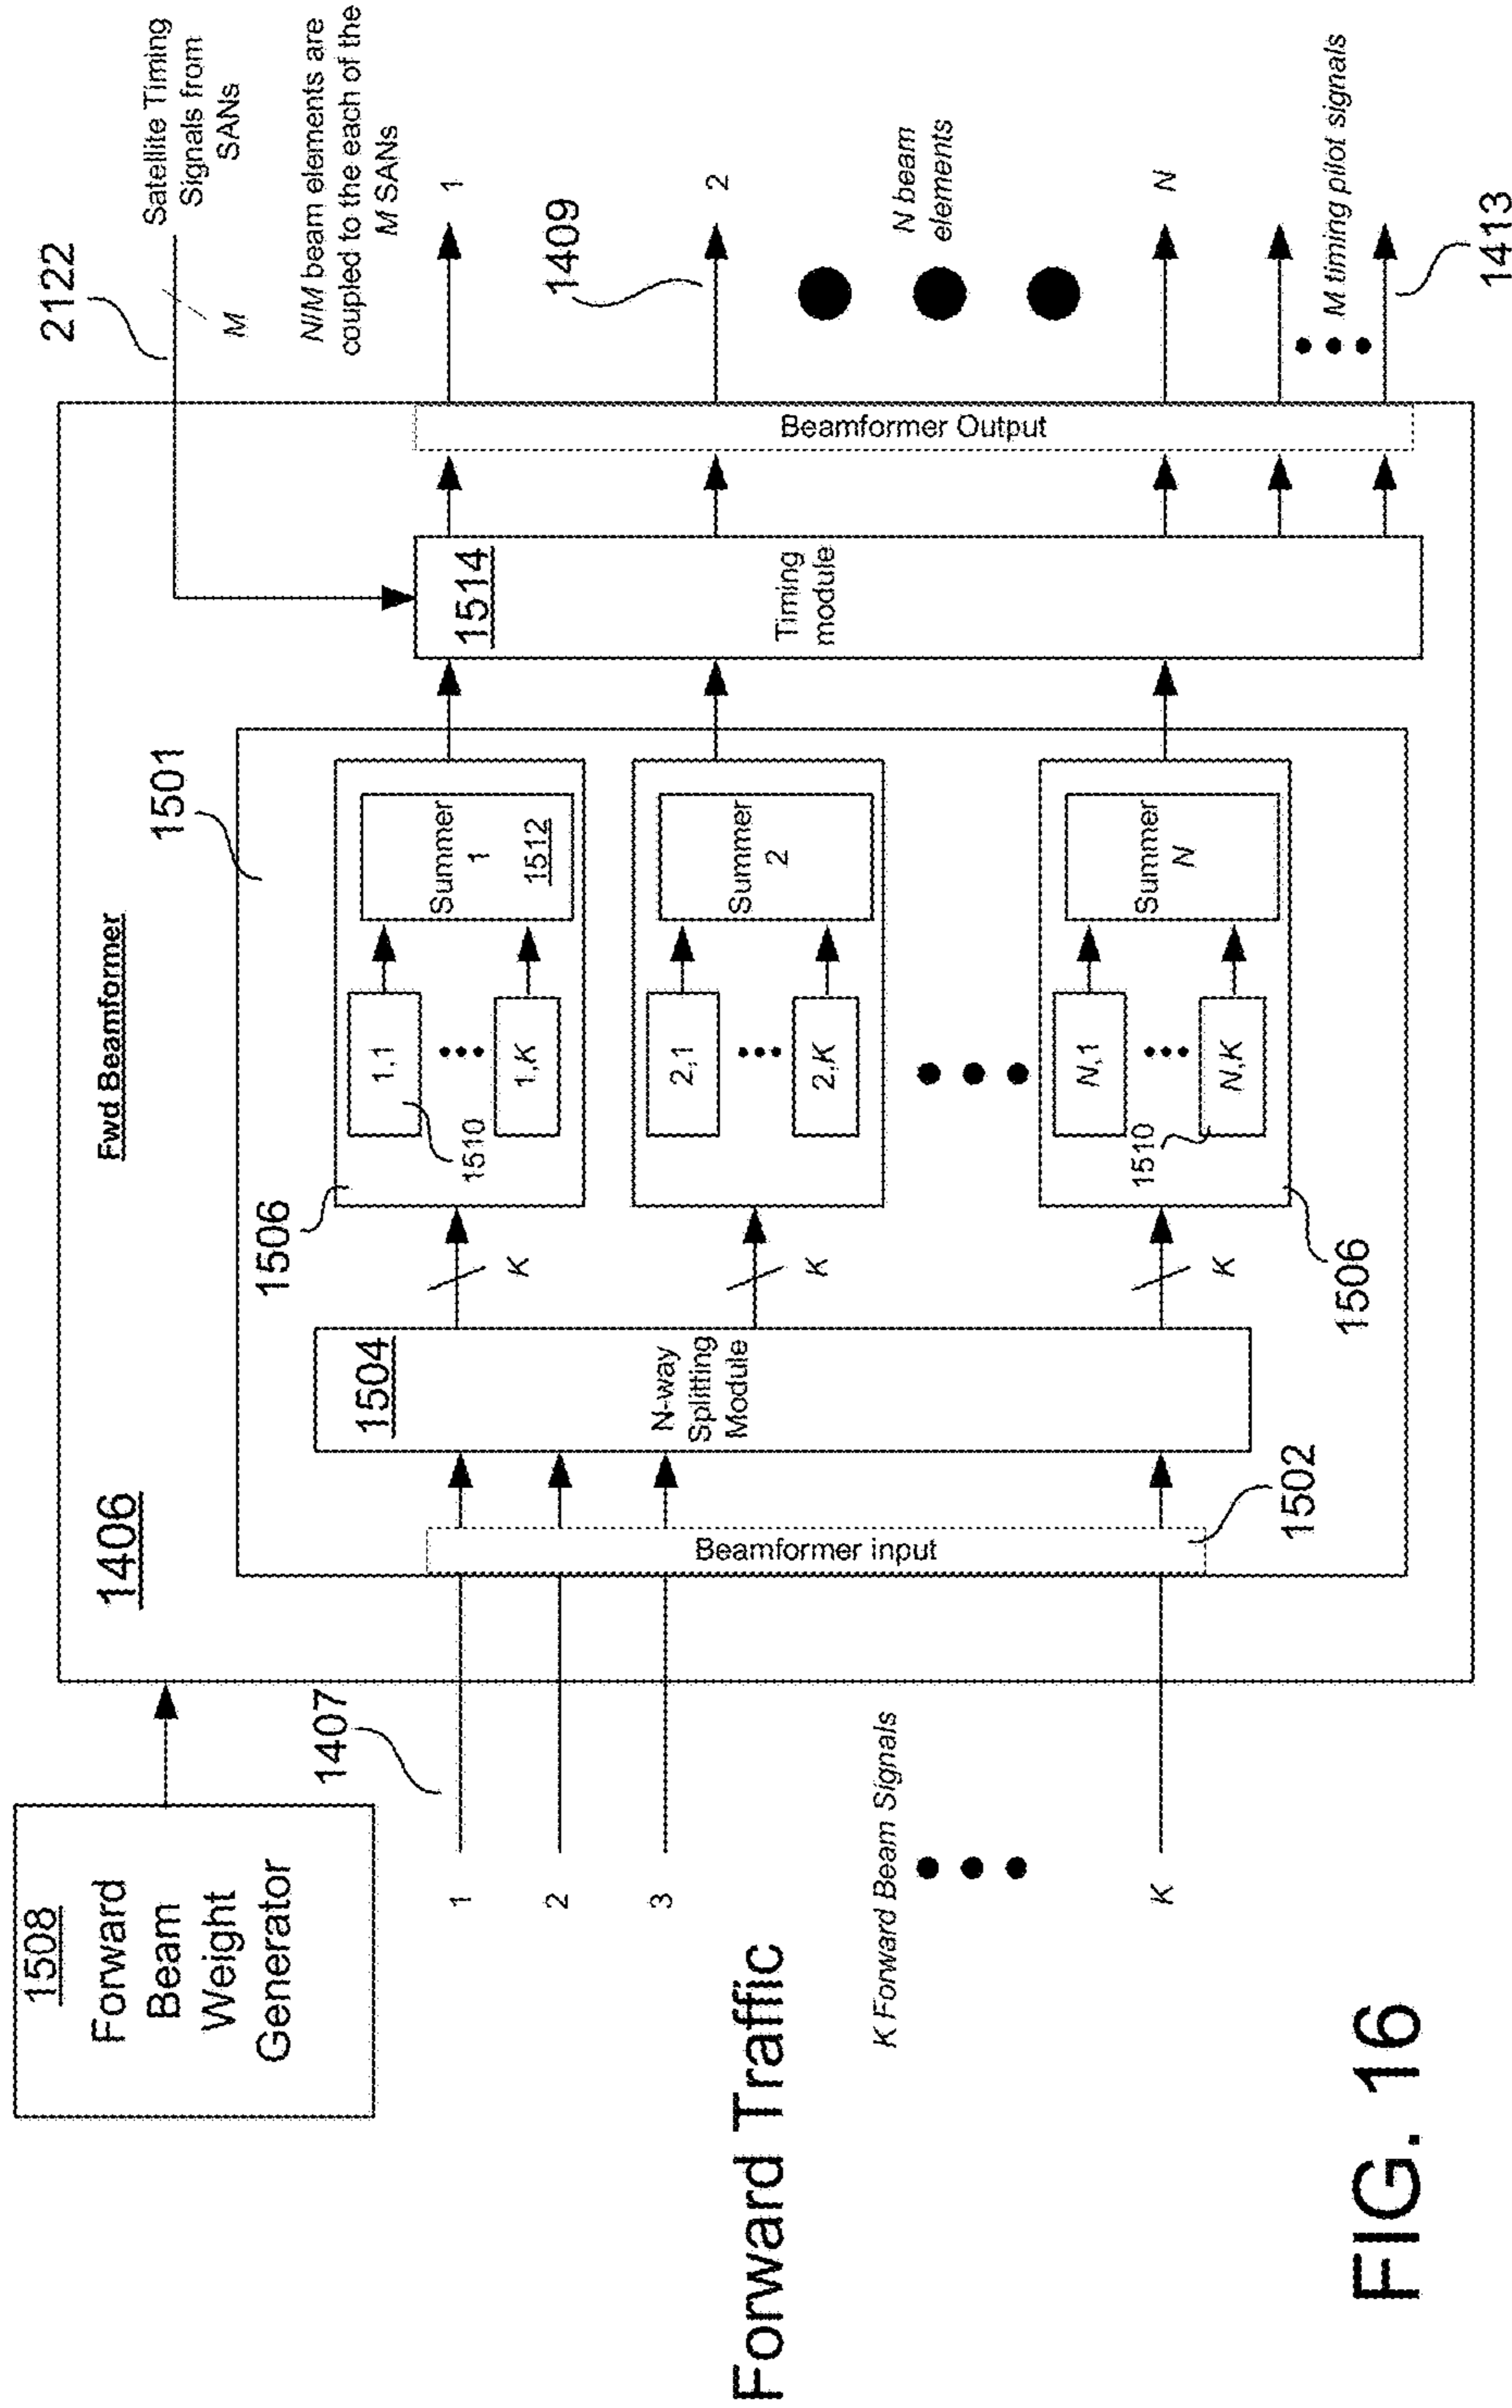 1508
Forward
Beam
Weight
Generator
Forward Traffic
1407
1
2
3
K Forward Beam Signals
K
1406
Fwd Beamformer
1501
Beamformer input
1502
1504
N-way
Splitting
Module
K
K
K
1506
1,1
1510
1,K
Summer
1
1512
2,1
2,K
Summer
2
N,1
1510
N,K
Summer
N
1506
1514
Timing
module
Beamformer Output
2122
M
Satellite Timing
Signals from
SANs
N/M beam elements are
coupled to the each of the
M SANs
1
1409
2
N beam
elements
N
M timing pilot signals
1413
FIG. 16